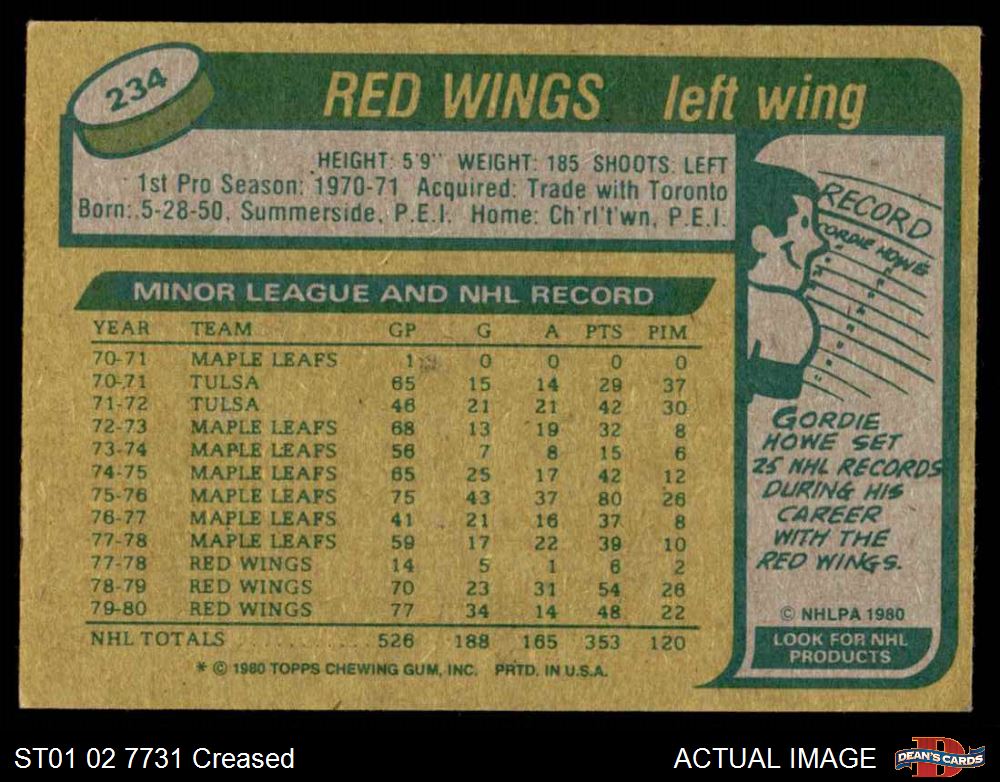 234
RED WINGS left wing
HEIGHT: 5'9" WEIGHT: 185 SHOOTS: LEFT
1st Pro Season: 1970-71 Acquired: Trade with Toronto
Born: 5-28-50, Summerside, P.E.I. Home: Ch'rl't'wn, P.E.I.
MINOR LEAGUE AND NHL RECORD
YEAR TEAM GP G A PTS PIM
70-71 MAPLE LEAFS 1 0 0 0 0
70-71 TULSA 65 15 14 29 37
71-72 TULSA 46 21 21 42 30
72-73 MAPLE LEAFS 68 13 19 32 8
73-74 MAPLE LEAFS 56 7 8 15 6
74-75 MAPLE LEAFS 65 25 17 42 12
75-76 MAPLE LEAFS 75 43 37 80 26
76-77 MAPLE LEAFS 41 21 16 37 8
77-78 MAPLE LEAFS 59 17 22 39 10
77-78 RED WINGS 14 5 1 6 2
78-79 RED WINGS 70 23 31 54 26
79-80 RED WINGS 77 34 14 48 22
NHL TOTALS .......... 526 188 165 353 120
* © 1980 TOPPS CHEWING GUM, INC. PRTD. IN U.S.A.
RECORD
GORDIE HOWE
GORDIE
HOWE SET
25 NHL RECORDS
DURING HIS
CAREER
WITH THE
RED WINGS.
© NHLPA 1980
LOOK FOR NHL
PRODUCTS
ST01 02 7731 Creased
ACTUAL IMAGE
D
DEAN'S CARDS